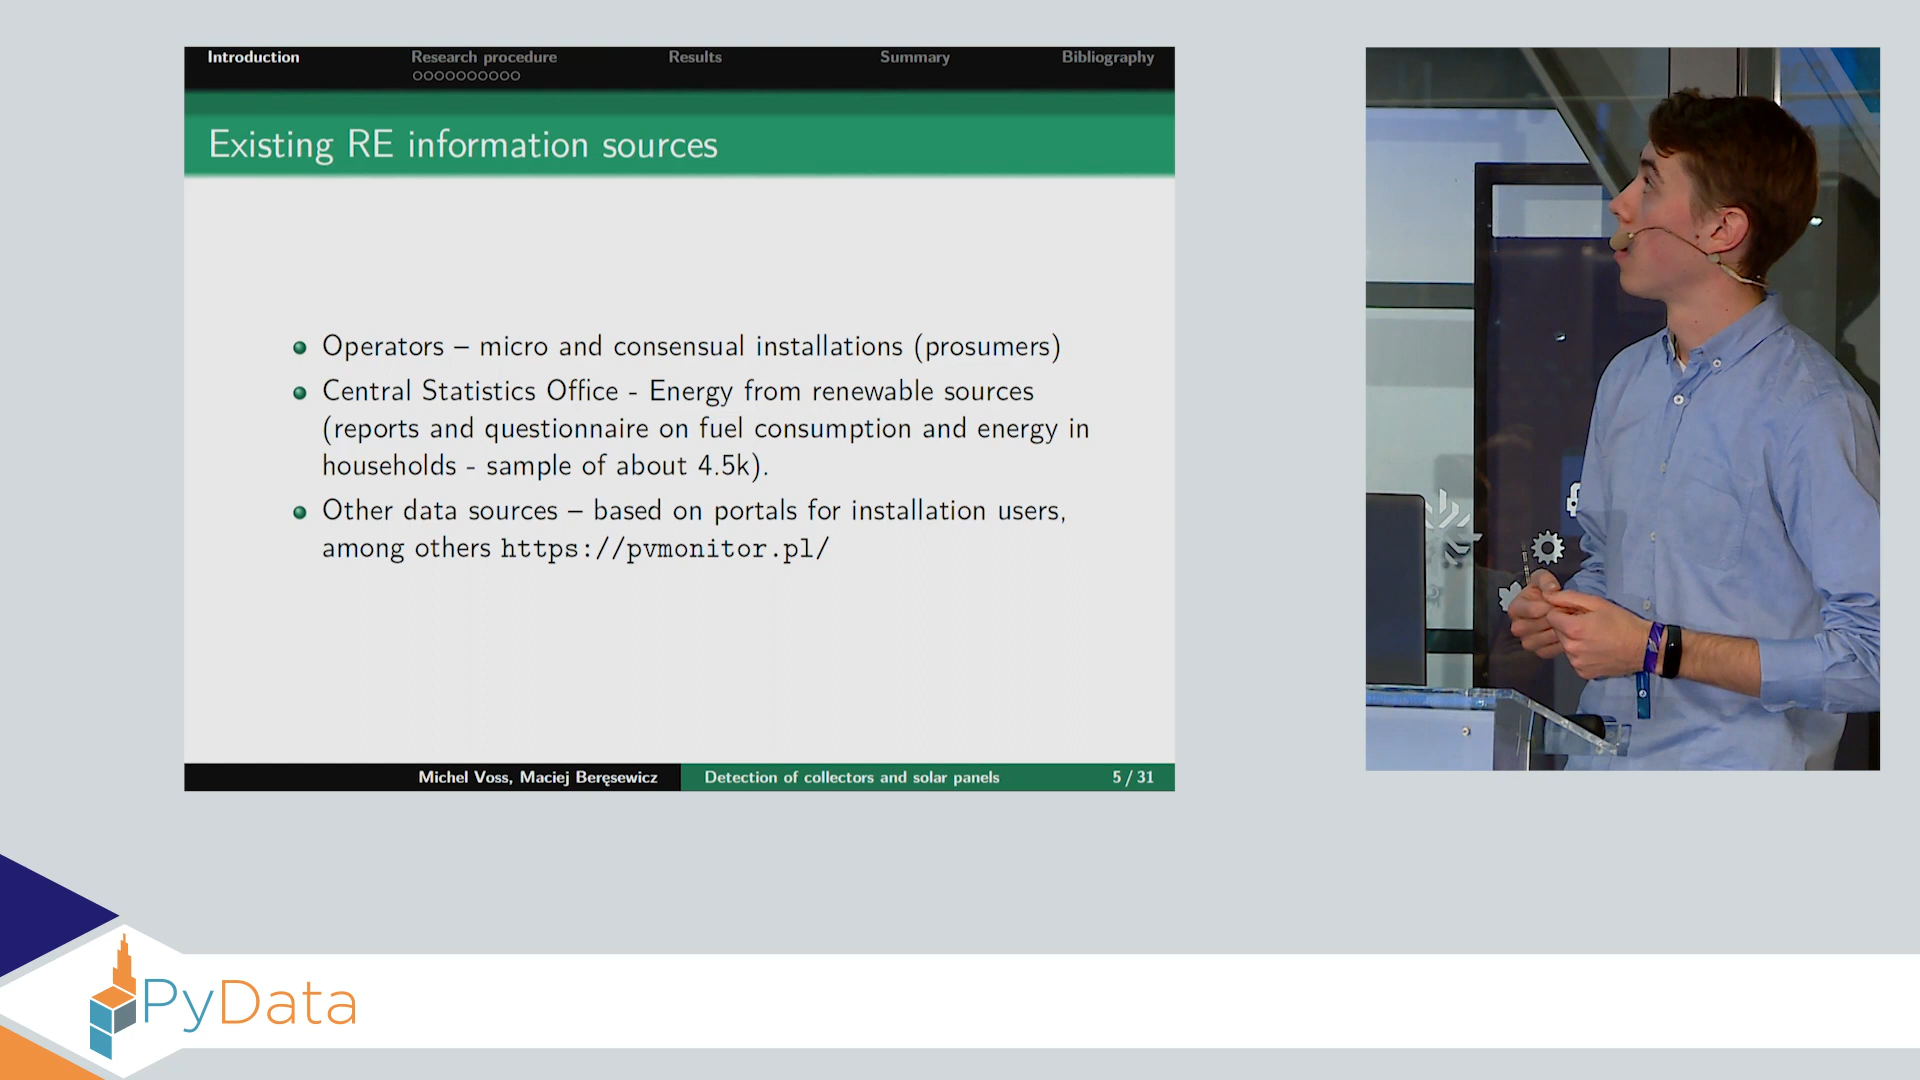 Introduction Research procedure Results Summary Bibliography
Existing RE information sources
Operators – micro and consensual installations (prosumers)
Central Statistics Office - Energy from renewable sources
(reports and questionnaire on fuel consumption and energy in
households - sample of about 4.5k).
Other data sources – based on portals for installation users,
among others https://pvmonitor.pl/
Michel Voss, Maciej Beręsewicz Detection of collectors and solar panels 5 / 31
PyData